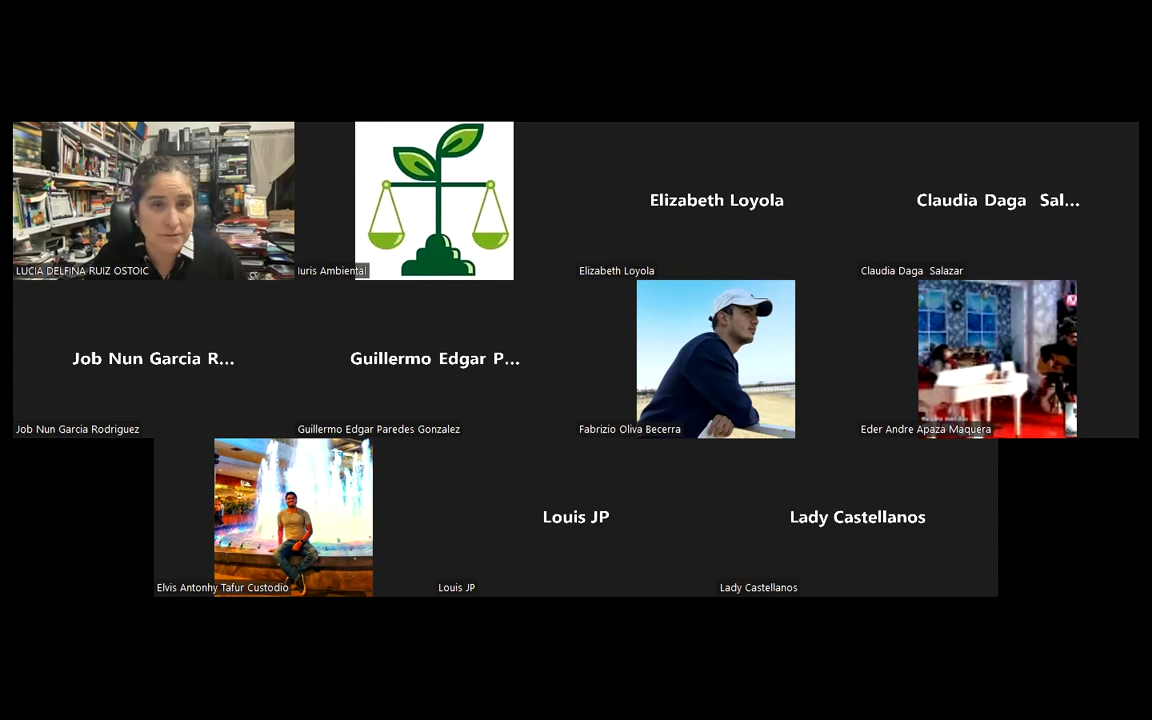 LUCIA DELFINA RUIZ OSTOIC
Iuris Ambiental
Elizabeth Loyola
Elizabeth Loyola
Claudia Daga Sal...
Claudia Daga Salazar
Job Nun Garcia R...
Job Nun Garcia Rodriguez
Guillermo Edgar P...
Guillermo Edgar Paredes Gonzalez
Fabrizio Oliva Becerra
Eder Andre Apaza Maquera
Elvis Antonhy Tafur Custodio
Louis JP
Louis JP
Lady Castellanos
Lady Castellanos